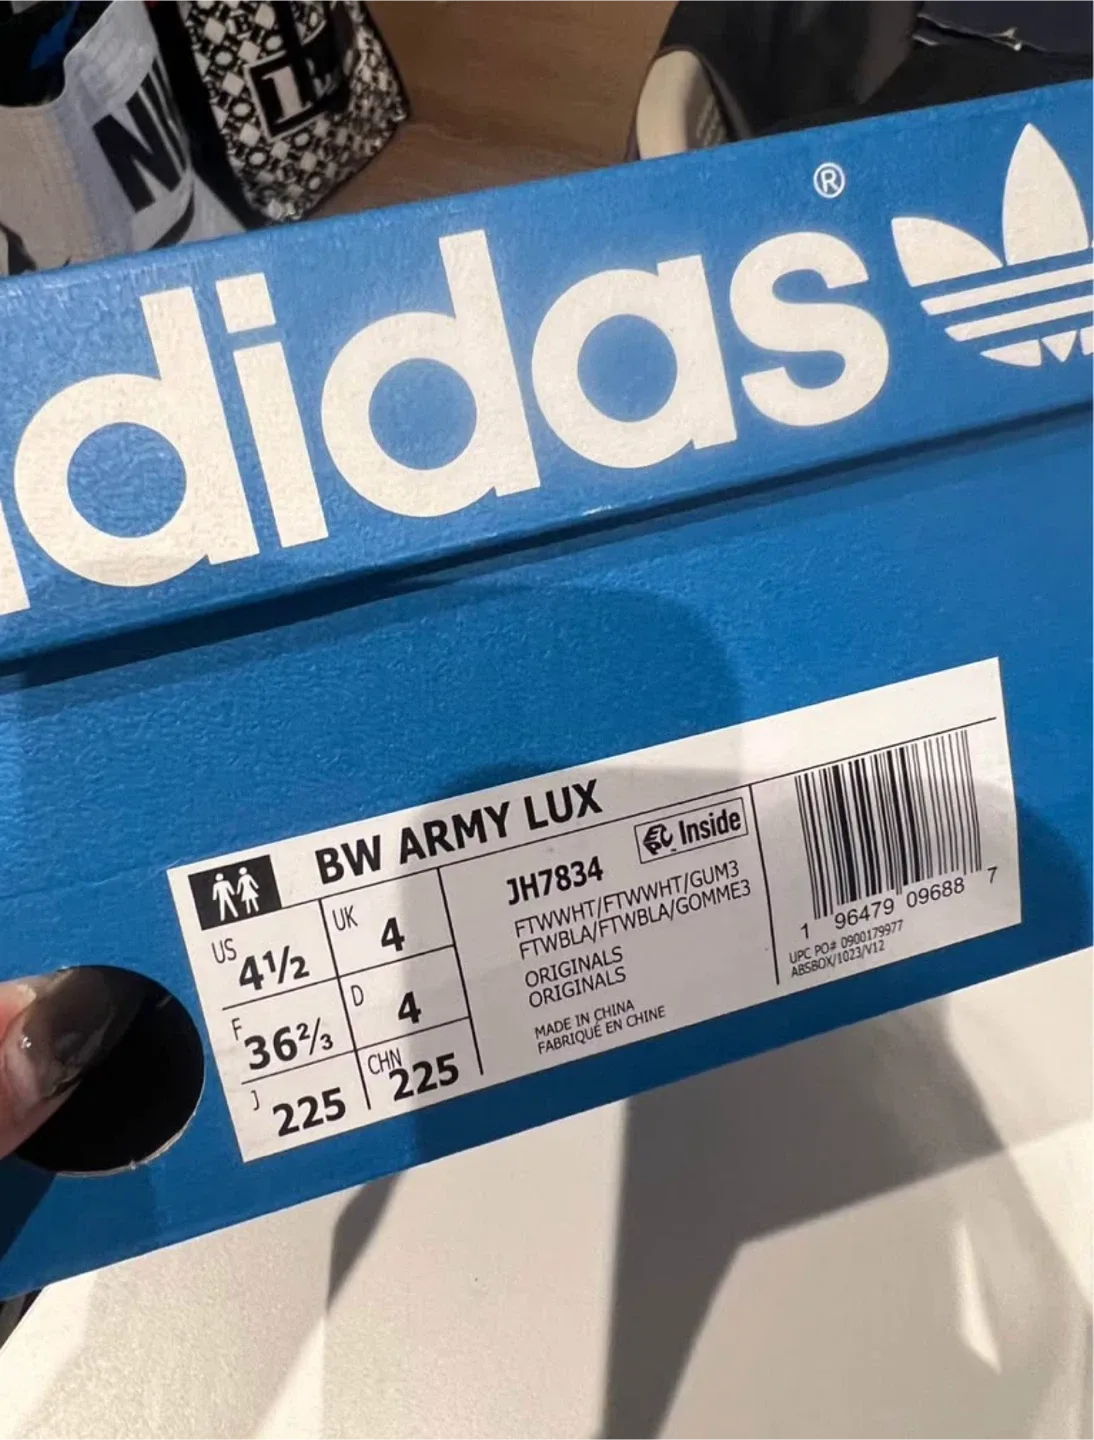 NI
1
adidas®
BW ARMY LUX
US 4½
UK 4
F 36⅔
D 4
J 225
CHN 225
JH7834
Inside
FTWWHT/FTWWHT/GUM3
FTWBLA/FTWBLA/GOMME3
ORIGINALS
ORIGINALS
MADE IN CHINA
FABRIQUÉ EN CHINE
1 96479 09688 7
UPC PO# 0900179977
ABSBOX/1023/V12